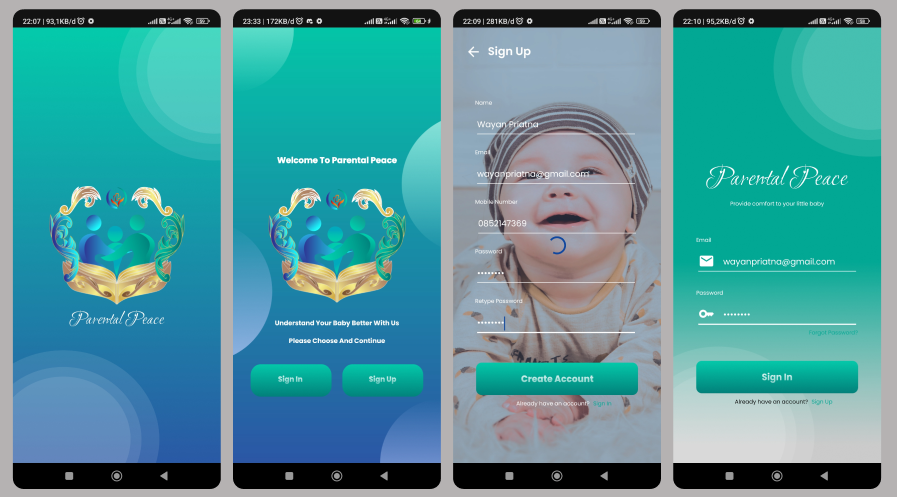 22:07 | 93,1KB/d
Parental Peace
23:33 | 172KB/d
Welcome To Parental Peace
Parental Peace
Understand Your Baby Better With Us
Please Choose And Continue
Sign In
Sign Up
22:09 | 281KB/d
Sign Up
Name
Wayan Priatna
Email
wayanpriatna@gmail.com
Mobile Number
0852147369
Password
••••••••
Retype Password
••••••••
Create Account
Already have an account? Sign In
22:10 | 95,2KB/d
Parental Peace
Provide comfort to your little baby
Email
wayanpriatna@gmail.com
Password
••••••••
Forgot Password?
Sign In
Already have an account? Sign Up